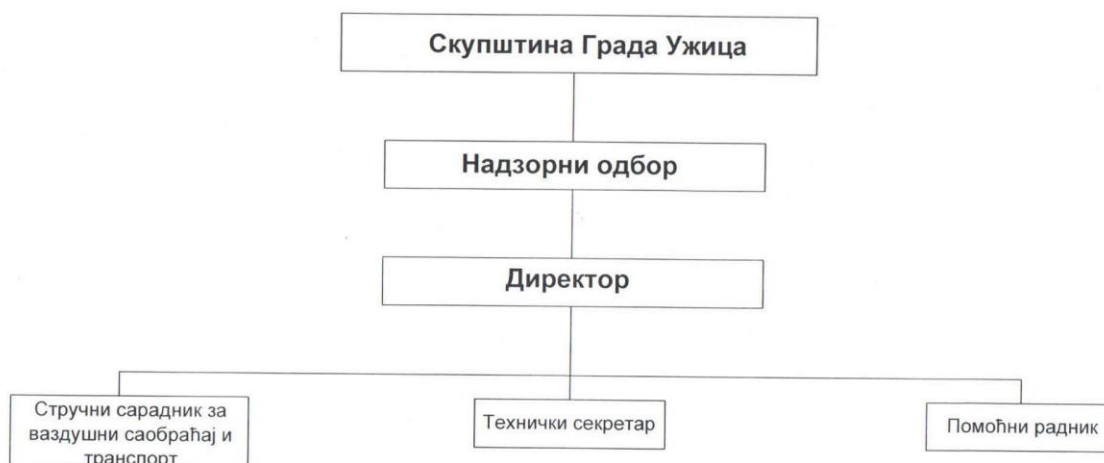 Скупштина Града Ужица
Надзорни одбор
Директор
Стручни сарадник за
ваздушни саобраћај и
транспорт
Технички секретар
Помоћни радник